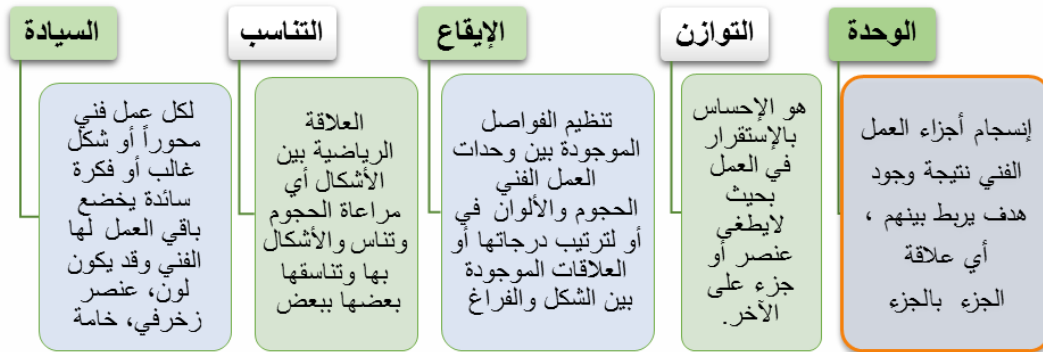 الوحدة
إنسجام أجزاء العمل
الفني نتيجة وجود
هدف يربط بينهم ،
أي علاقة
الجزء بالجزء
التوازن
هو الإحساس
بالإستقرار
في العمل
بحيث
لايطغى
عنصر أو
جزء على
الآخر.
الإيقاع
تنظيم الفواصل
الموجودة بين وحدات
العمل الفني
الحجوم والألوان في
أو لترتيب درجاتها أو
العلاقات الموجودة
بين الشكل والفراغ
التناسب
العلاقة
الرياضية بين
الأشكال أي
مراعاة الحجوم
وتناس والأشكال
بها وتناسقها
بعضها ببعض
السيادة
لكل عمل فني
محوراً أو شكل
غالب أو فكرة
سائدة يخضع
باقي العمل لها
الفني وقد يكون
لون، عنصر
زخرفي، خامة